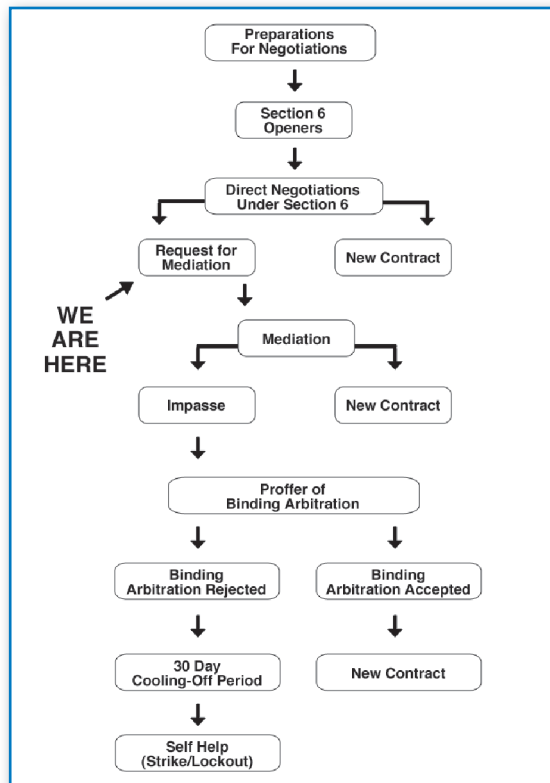 Preparations
For Negotiations
Section 6
Openers
Direct Negotiations
Under Section 6
Request for
Mediation
New Contract
WE
ARE
HERE
Mediation
Impasse
New Contract
Proffer of
Binding Arbitration
Binding
Arbitration Rejected
Binding
Arbitration Accepted
30 Day
Cooling-Off Period
New Contract
Self Help
(Strike/Lockout)